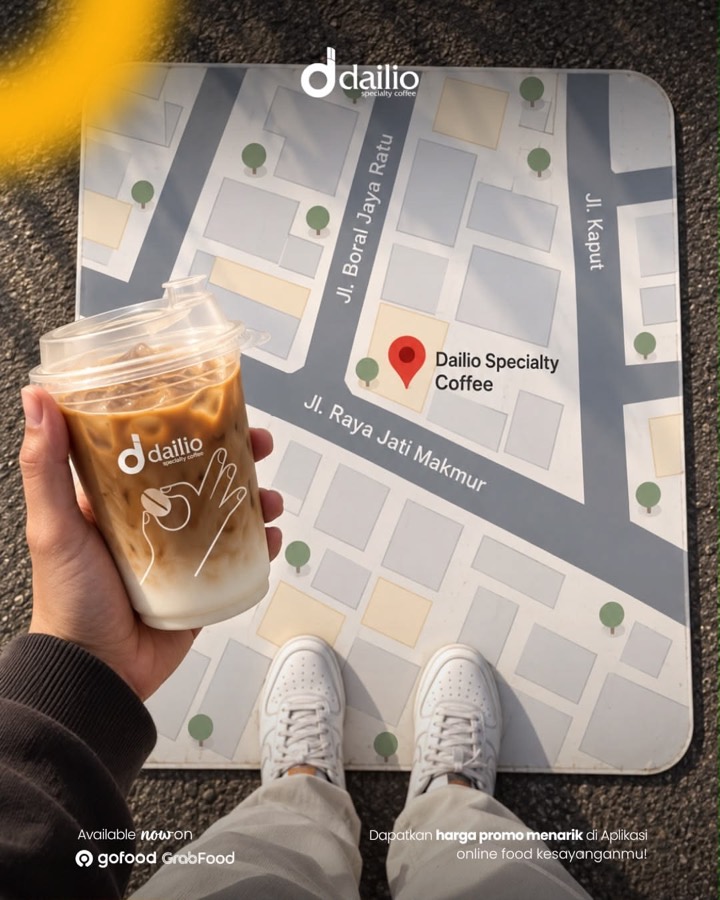 dailio
specialty coffee
Jl. Boral Jaya Ratu
Jl. Kaput
Dailio Specialty
Coffee
Jl. Raya Jati Makmur
dailio
specialty coffee
Available now on
gofood GrabFood
Dapatkan harga promo menarik di Aplikasi
online food kesayanganmu!